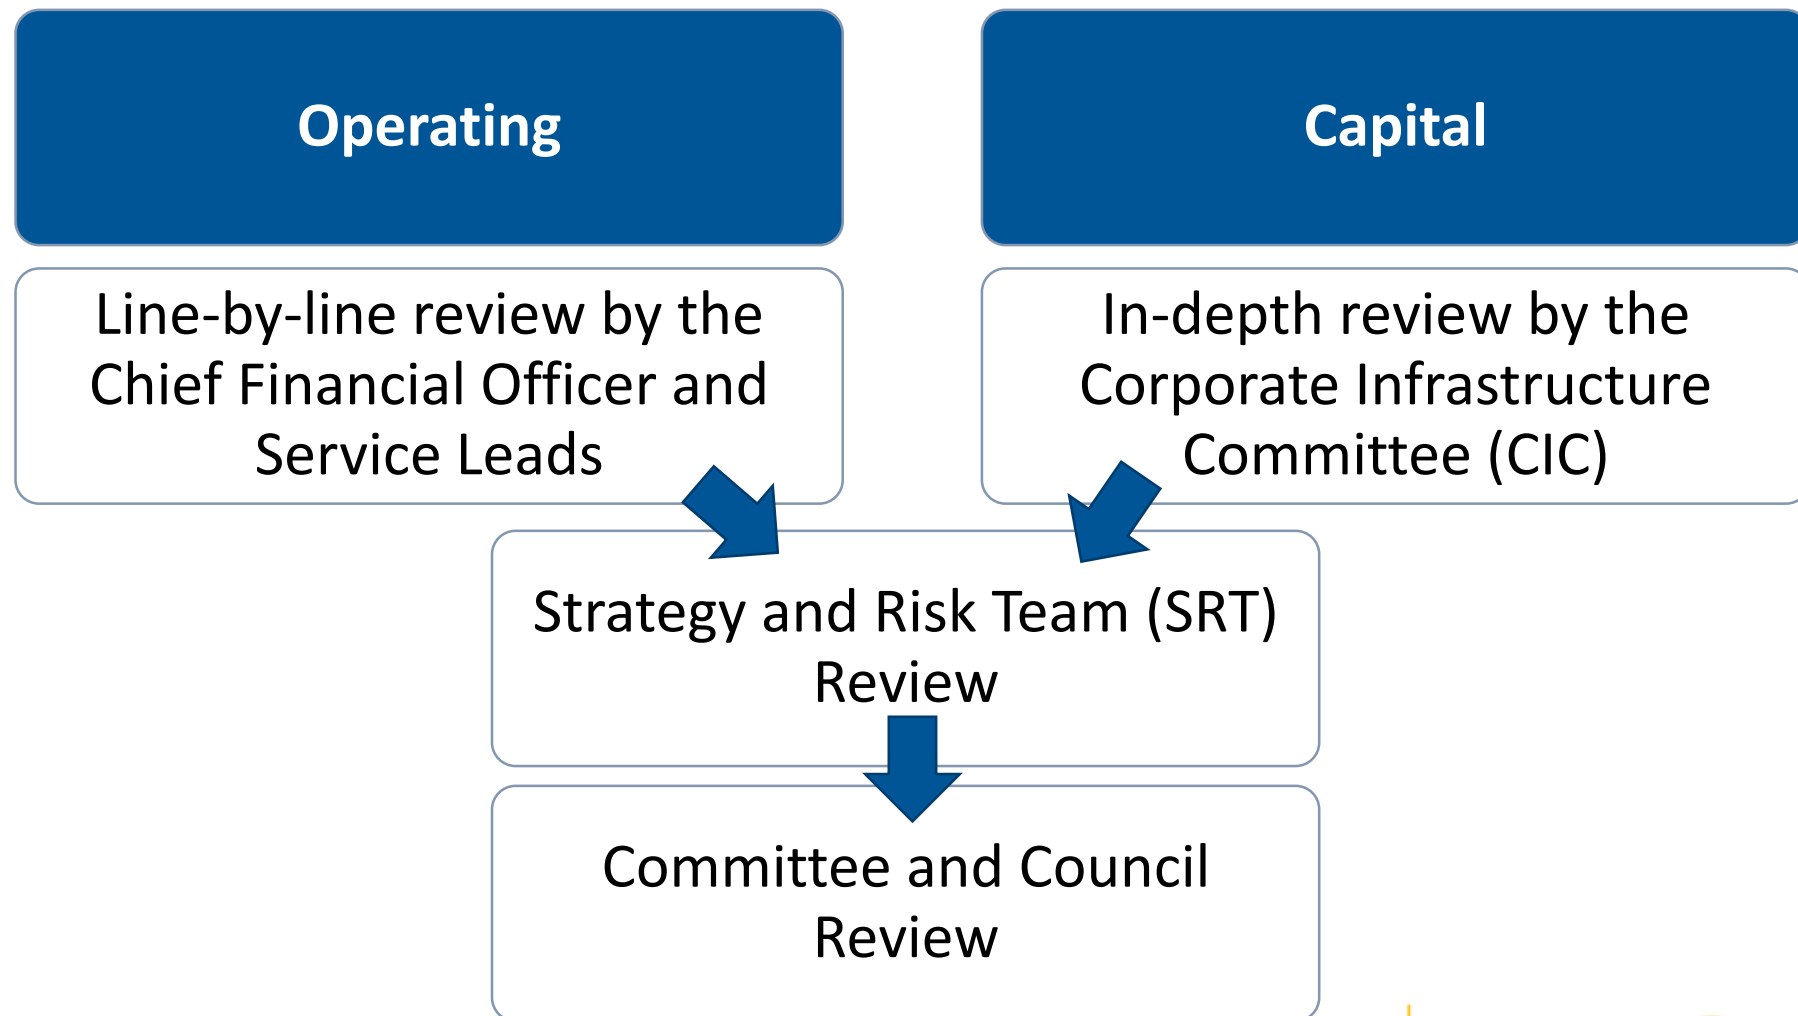 Operating
Capital
Line-by-line review by the
Chief Financial Officer and
Service Leads
In-depth review by the
Corporate Infrastructure
Committee (CIC)
Strategy and Risk Team (SRT)
Review
Committee and Council
Review